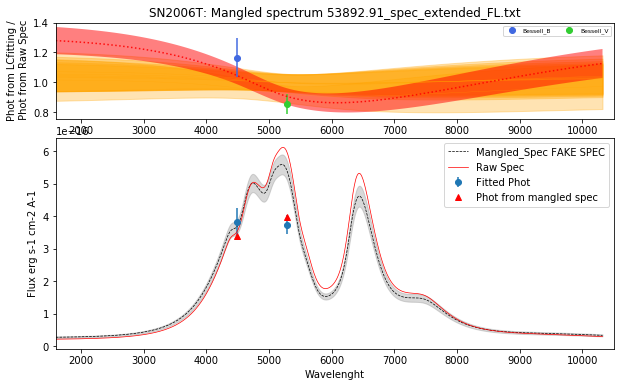 SN2006T: Mangled spectrum 53892.91_spec_extended_FL.txt
Phot from LCfitting /
Phot from Raw Spec
1.4
1.2
1.0
0.8
Bessell_B
Bessell_V
2000 3000 4000 5000 6000 7000 8000 9000 10000
Flux erg s-1 cm-2 A-1
6
5
4
3
2
1
0
Mangled_Spec FAKE SPEC
Raw Spec
Fitted Phot
Phot from mangled spec
2000 3000 4000 5000 6000 7000 8000 9000 10000
Wavelenght